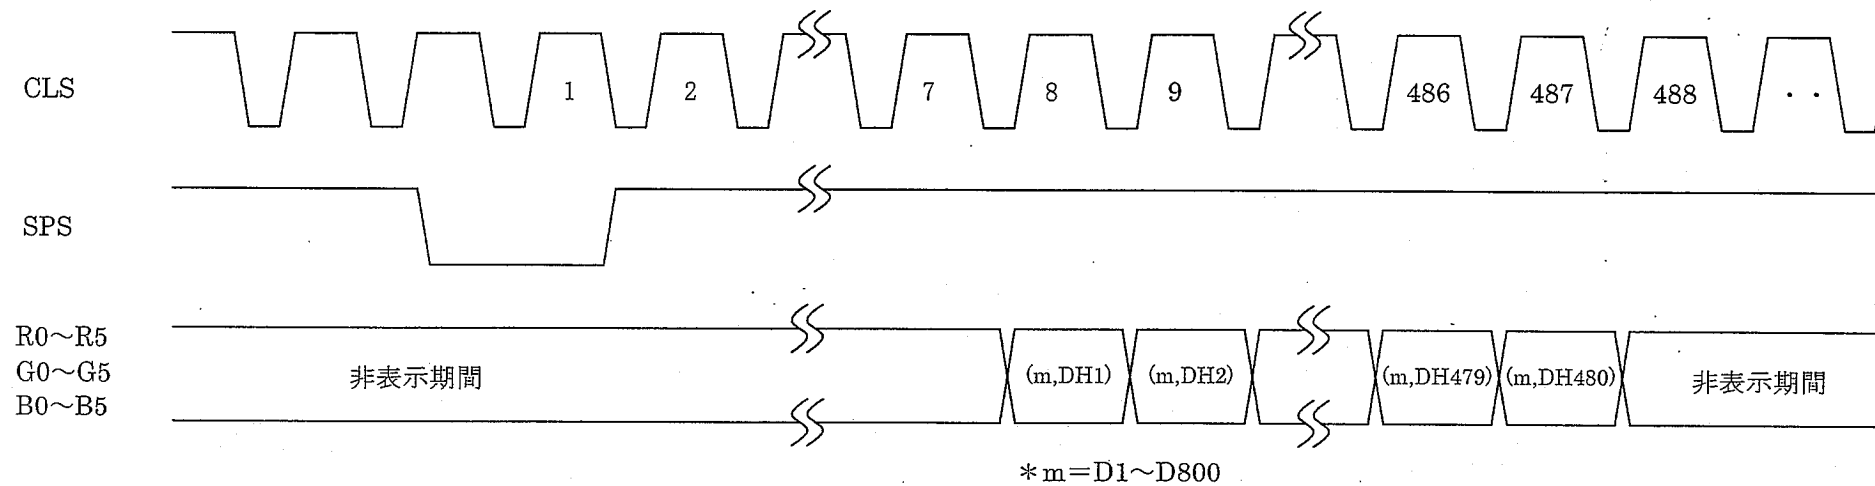 CLS
1 2 7 8 9 486 487 488 ・・
SPS
R0～R5
G0～G5
B0～B5
非表示期間 (m,DH1) (m,DH2) (m,DH479) (m,DH480) 非表示期間
＊m＝D1～D800